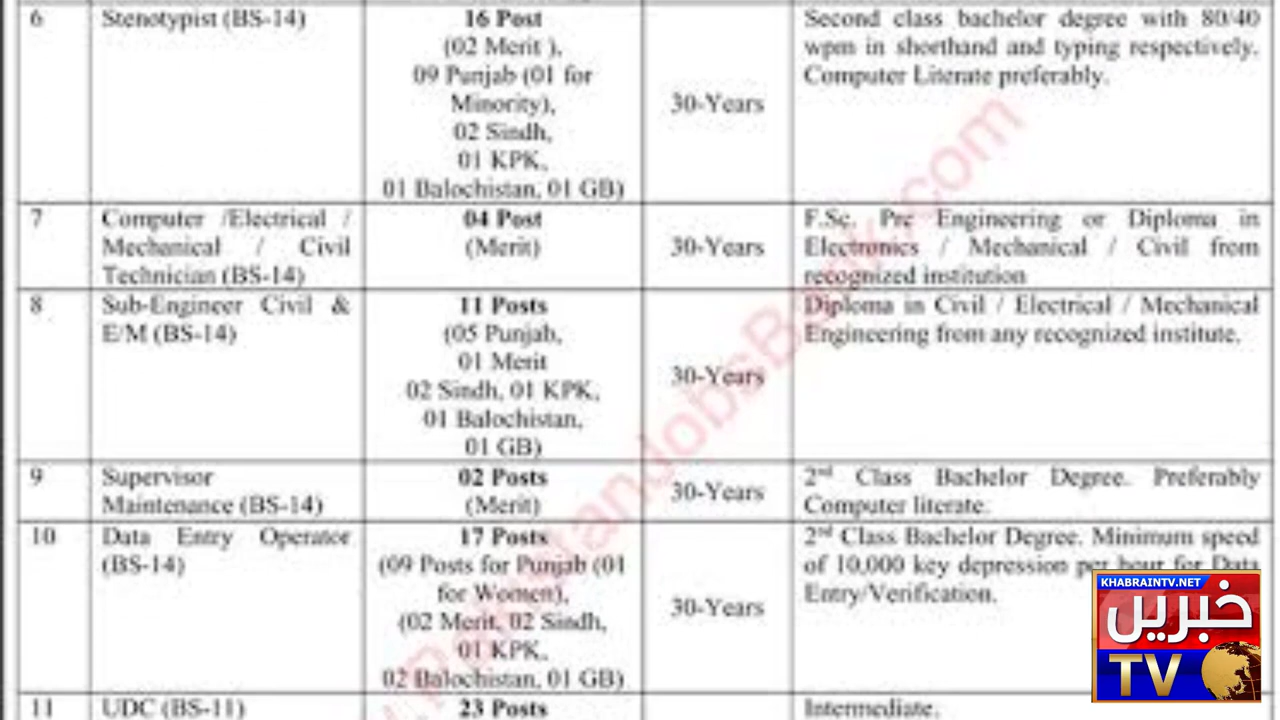 6
Stenotypist (BS-14)
16 Post
(02 Merit ),
09 Punjab (01 for
Minority),
02 Sindh,
01 KPK,
01 Balochistan, 01 GB)
30-Years
Second class bachelor degree with 80/40
wpm in shorthand and typing respectively.
Computer Literate preferably.
7
Computer /Electrical /
Mechanical / Civil
Technician (BS-14)
04 Post
(Merit)
30-Years
F.Sc. Pre Engineering or Diploma in
Electronics / Mechanical / Civil from
recognized institution
8
Sub-Engineer Civil &
E/M (BS-14)
11 Posts
(05 Punjab,
01 Merit
02 Sindh, 01 KPK,
01 Balochistan,
01 GB)
30-Years
Diploma in Civil / Electrical / Mechanical
Engineering from any recognized institute.
9
Supervisor
Maintenance (BS-14)
02 Posts
(Merit)
30-Years
2nd Class Bachelor Degree. Preferably
Computer literate.
10
Data Entry Operator
(BS-14)
17 Posts
(09 Posts for Punjab (01
for Women),
(02 Merit, 02 Sindh,
01 KPK,
02 Balochistan, 01 GB)
30-Years
2nd Class Bachelor Degree. Minimum speed
of 10,000 key depression per hour for Data
Entry/Verification.
11
UDC (BS-11)
23 Posts
Intermediate.
KHABRAINTV.NET
خبریں
TV